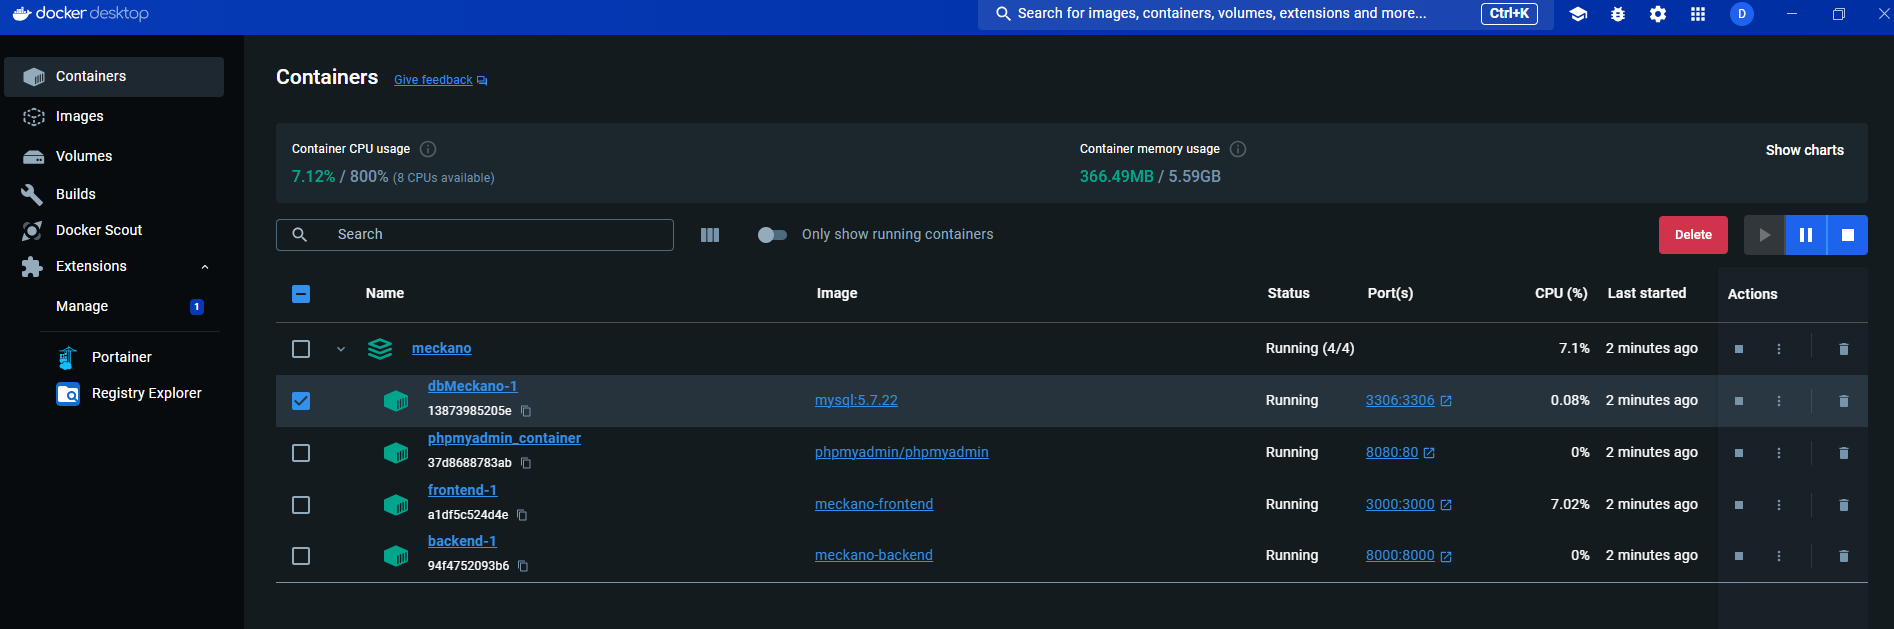 docker desktop
Search for images, containers, volumes, extensions and more... Ctrl+K
D
Containers
Images
Volumes
Builds
Docker Scout
Extensions
Manage 1
Portainer
Registry Explorer
Containers Give feedback
Container CPU usage
7.12% / 800% (8 CPUs available)
Container memory usage
366.49MB / 5.59GB
Show charts
Search
Only show running containers
Delete
Name Image Status Port(s) CPU (%) Last started Actions
meckano Running (4/4) 7.1% 2 minutes ago
dbMeckano-1
13873985205e
mysql:5.7.22 Running 3306:3306 0.08% 2 minutes ago
phpmyadmin_container
37d8688783ab
phpmyadmin/phpmyadmin Running 8080:80 0% 2 minutes ago
frontend-1
a1df5c524d4e
meckano-frontend Running 3000:3000 7.02% 2 minutes ago
backend-1
94f4752093b6
meckano-backend Running 8000:8000 0% 2 minutes ago